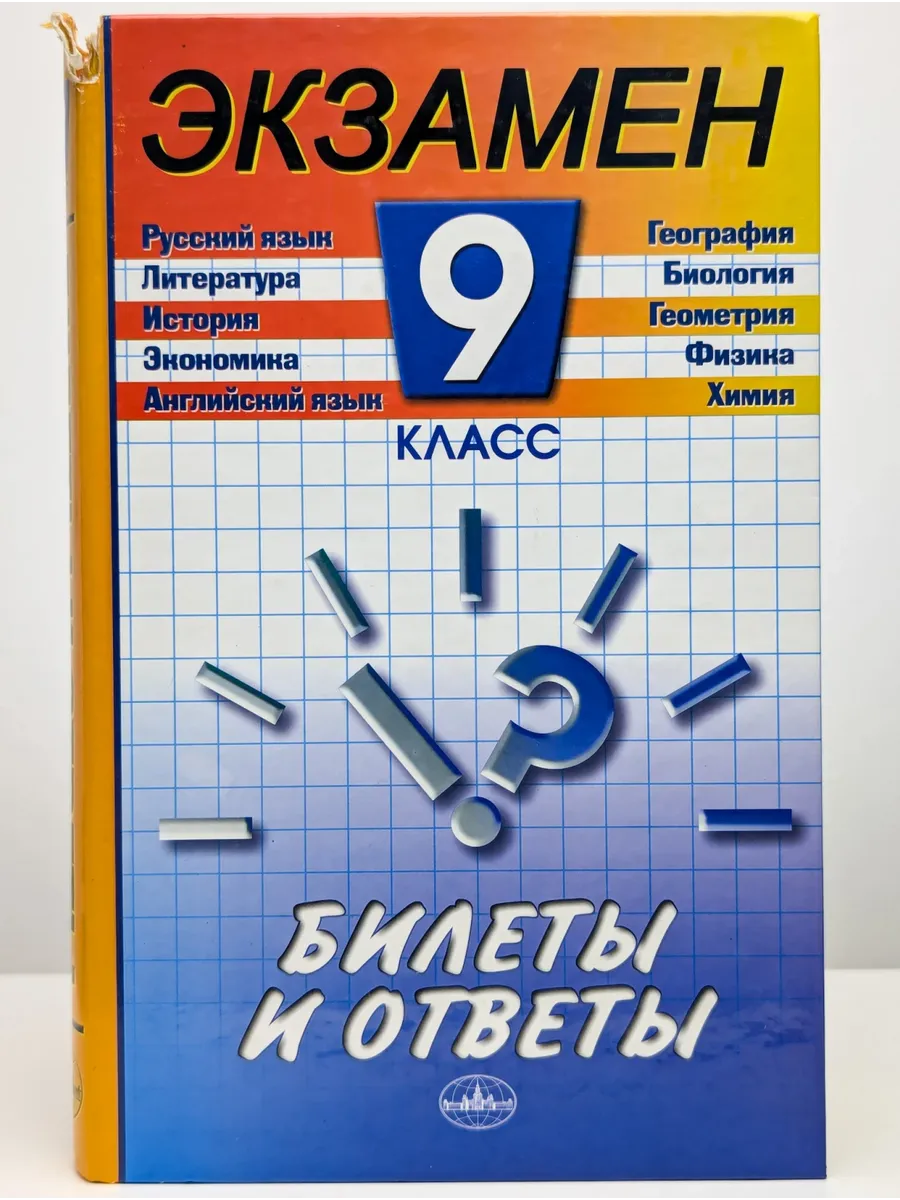 ЭКЗАМЕН
Русский язык
Литература
История
Экономика
Английский язык
9
КЛАСС
География
Биология
Геометрия
Физика
Химия
!?
БИЛЕТЫ
И ОТВЕТЫ